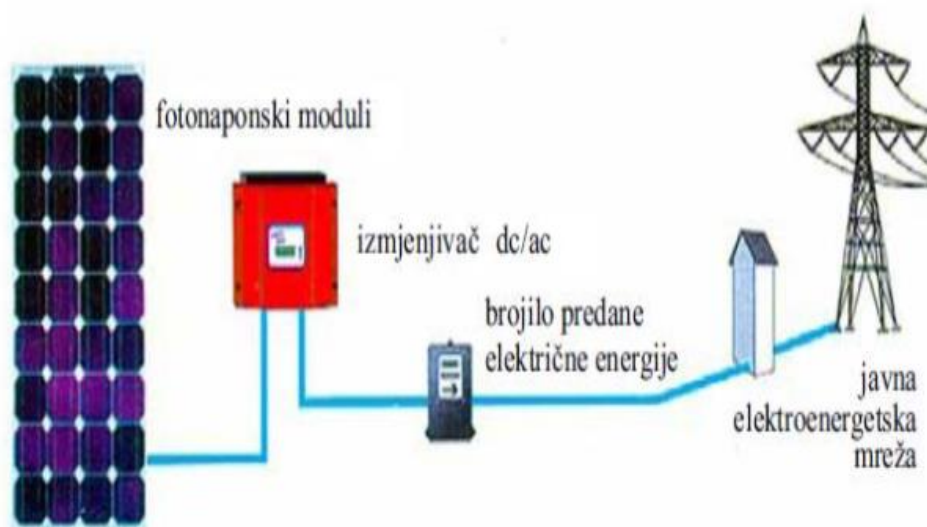 fotonaponski moduli
izmjenjivač dc/ac
brojilo predane
električne energije
javna
elektroenergetska
mreža